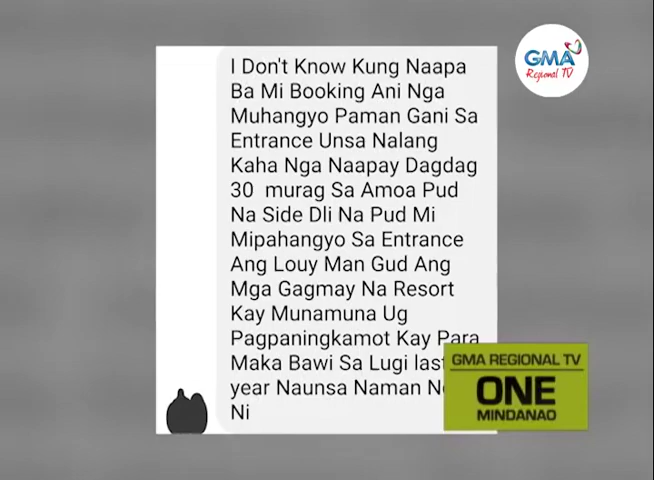 GMA
Regional TV
I Don't Know Kung Naapa
Ba Mi Booking Ani Nga
Muhangyo Paman Gani Sa
Entrance Unsa Nalang
Kaha Nga Naapay Dagdag
30 murag Sa Amoa Pud
Na Side Dli Na Pud Mi
Mipahangyo Sa Entrance
Ang Louy Man Gud Ang
Mga Gagmay Na Resort
Kay Munamuna Ug
Pagpaningkamot Kay Para
Maka Bawi Sa Lugi last
year Naunsa Naman
Ni
GMA REGIONAL TV
ONE
MINDANAO